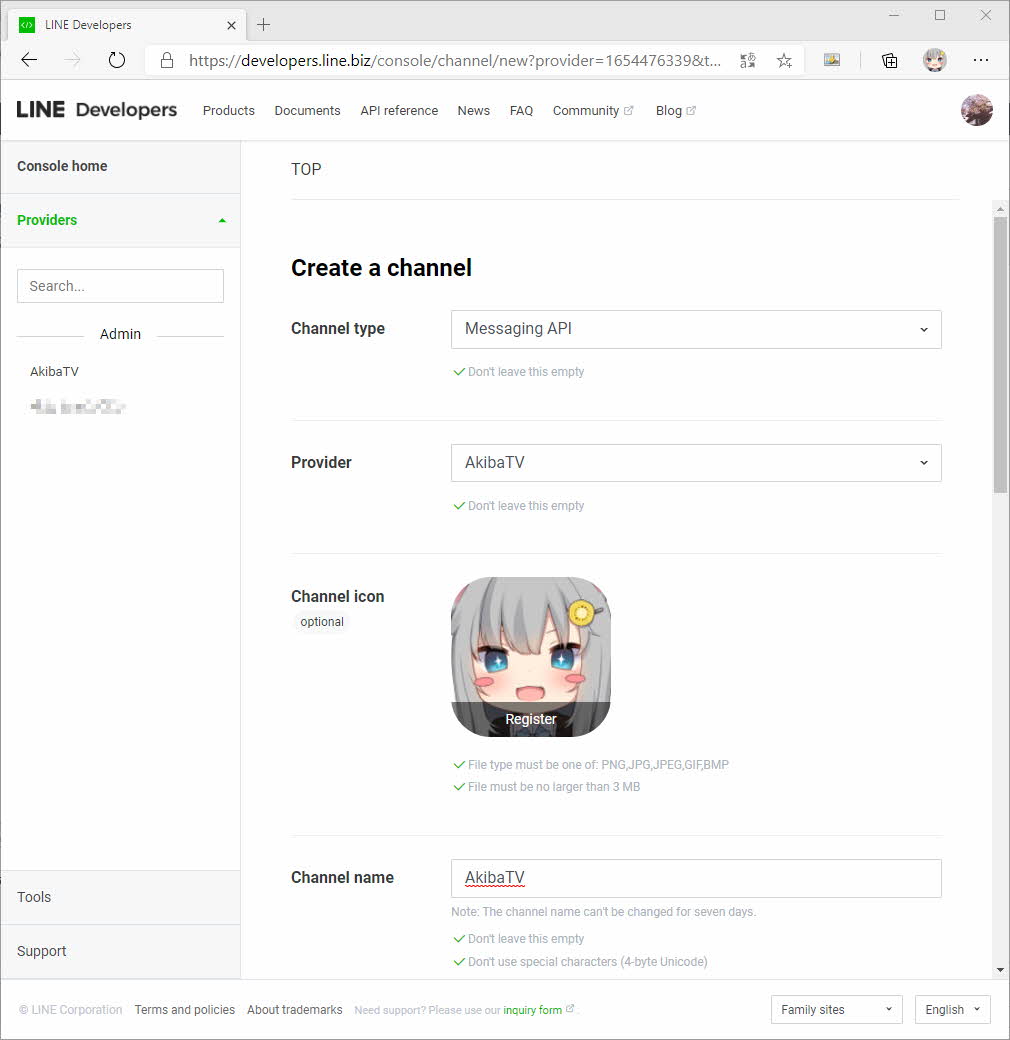 LINE Developers
https://developers.line.biz/console/channel/new?provider=1654476339&t...
LINE Developers Products Documents API reference News FAQ Community Blog
Console home
Providers
Search...
Admin
AkibaTV
Tools
Support
TOP
Create a channel
Channel type
Messaging API
Don't leave this empty
Provider
AkibaTV
Don't leave this empty
Channel icon
optional
Register
File type must be one of: PNG,JPG,JPEG,GIF,BMP
File must be no larger than 3 MB
Channel name
AkibaTV
Note: The channel name can't be changed for seven days.
Don't leave this empty
Don't use special characters (4-byte Unicode)
© LINE Corporation Terms and policies About trademarks Need support? Please use our inquiry form .
Family sites
English